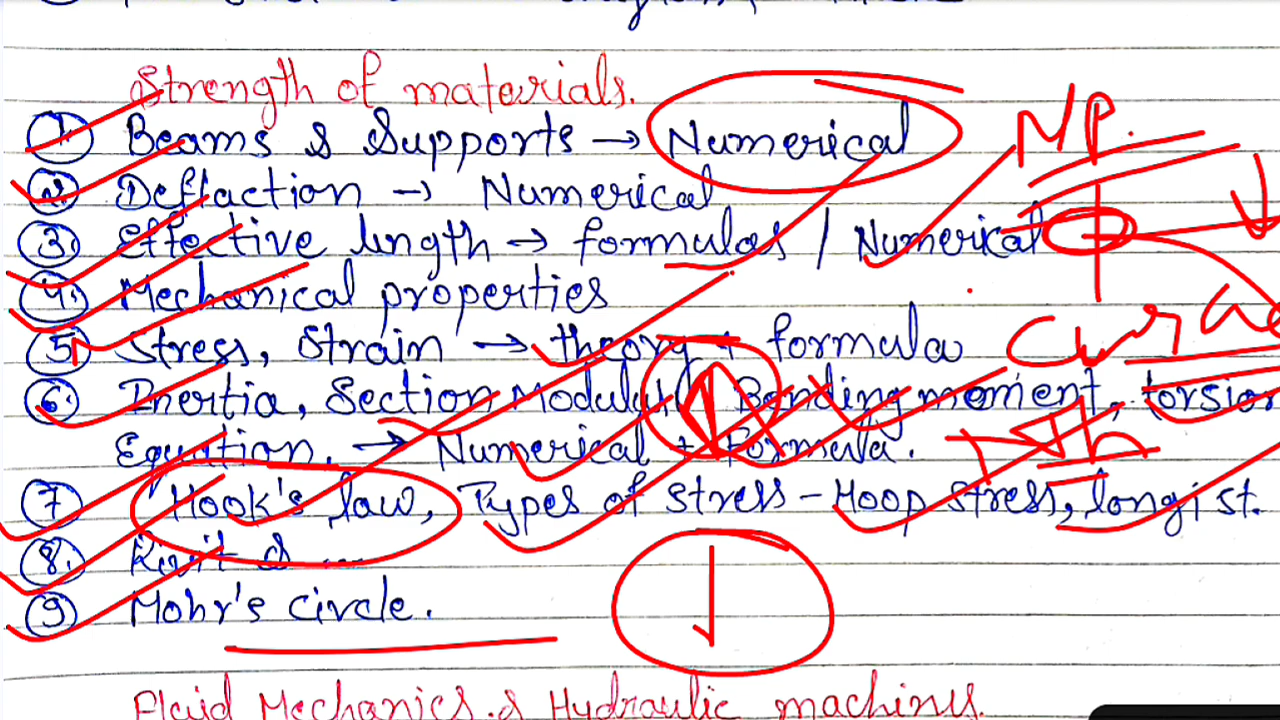 Strength of materials.
① Beams & Supports → Numerical
② Deflaction → Numerical
③ Effective length → formulas / Numerical
④ Mechanical properties
⑤ Stress, Strain → theory + formula
⑥ Inertia, Section Moduly Bending moment, torsion
Equation. → Numerical + Formula.
⑦ Hook's law, Types of stress - Hoop stress, longi st.
⑧ &
⑨ Mohr's circle.
Fluid Mechanics & Hydraulic machines.